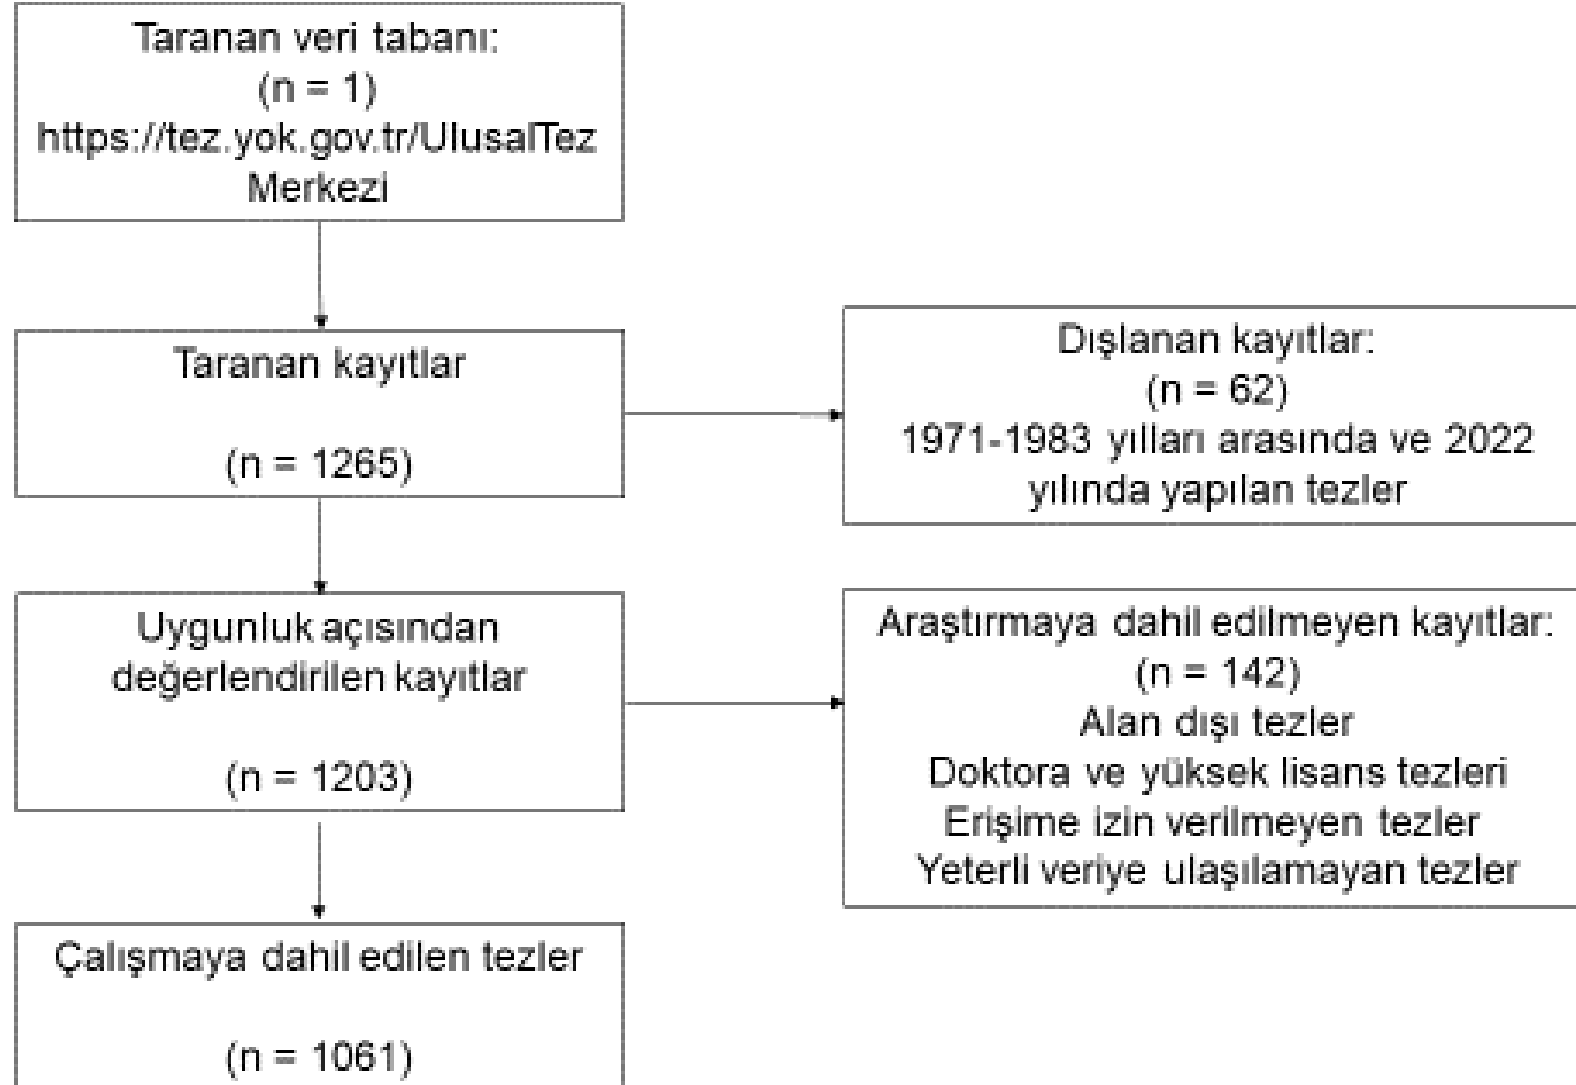 Taranan veri tabanı:
(n = 1)
https://tez.yok.gov.tr/UlusalTez
Merkezi
Taranan kayıtlar
(n = 1265)
Dışlanan kayıtlar:
(n = 62)
1971-1983 yılları arasında ve 2022
yılında yapılan tezler
Uygunluk açısından
değerlendirilen kayıtlar
(n = 1203)
Araştırmaya dahil edilmeyen kayıtlar:
(n = 142)
Alan dışı tezler
Doktora ve yüksek lisans tezleri
Erişime izin verilmeyen tezler
Yeterli veriye ulaşılamayan tezler
Çalışmaya dahil edilen tezler
(n = 1061)